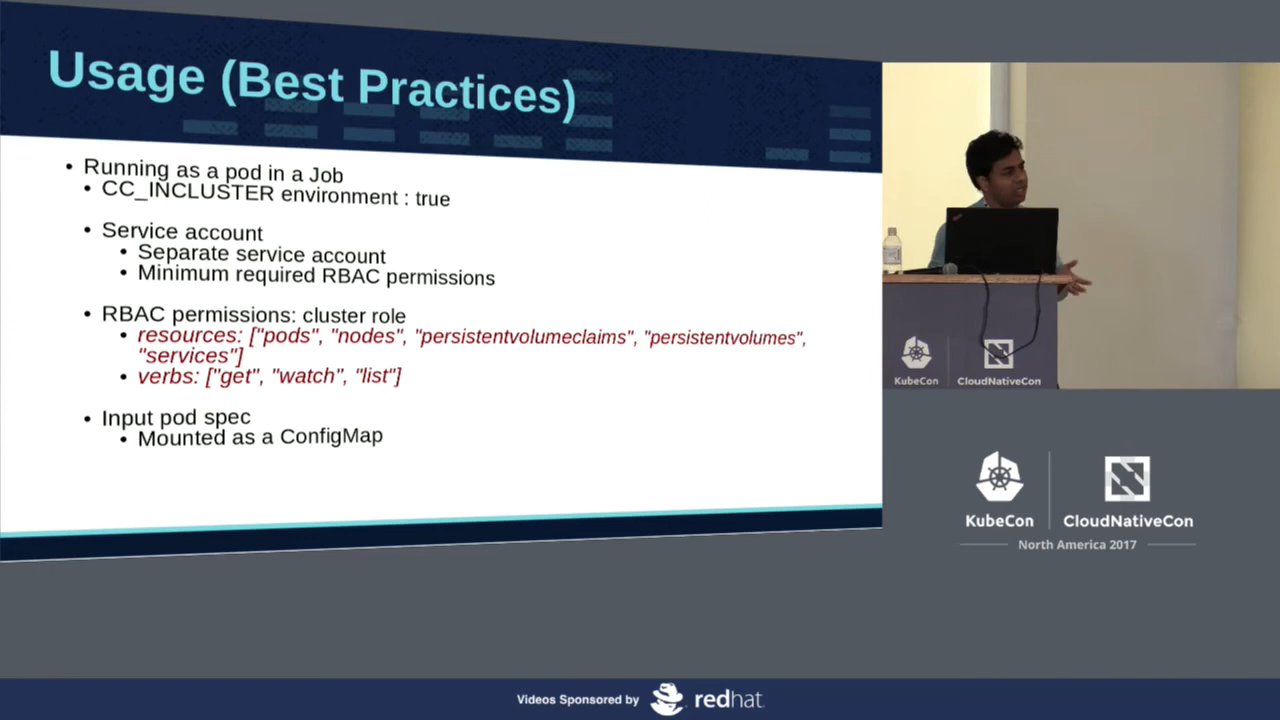 Usage (Best Practices)
• Running as a pod in a Job
• CC_INCLUSTER environment : true
• Service account
• Separate service account
• Minimum required RBAC permissions
• RBAC permissions: cluster role
• resources: ["pods", "nodes", "persistentvolumeclaims", "persistentvolumes",
"services"]
• verbs: ["get", "watch", "list"]
• Input pod spec
• Mounted as a ConfigMap
KubeCon
CloudNativeCon
KubeCon
CloudNativeCon
North America 2017
Videos Sponsored by
redhat.